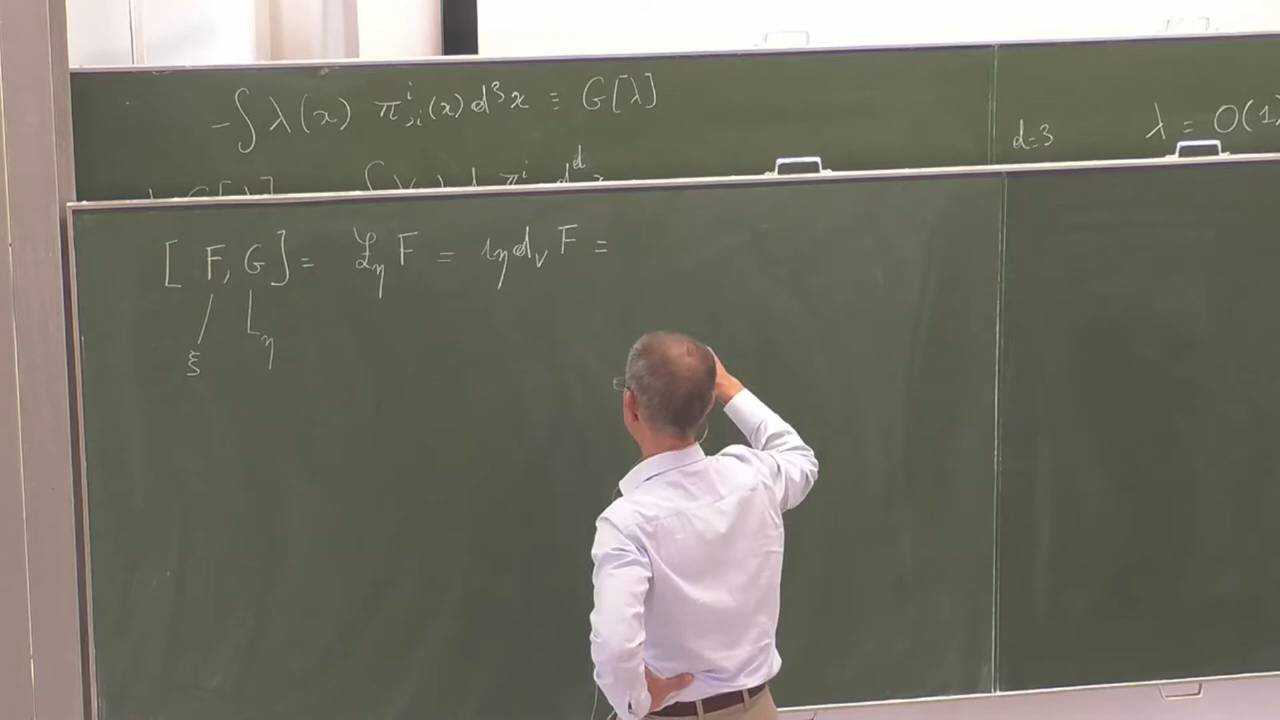 -∫ λ(x) π^i_{,i}(x) d³x ≡ G[λ]
d=3
λ = O(1)
[F, G] = ℒ_η F = ι_η d_V F =
ξ η